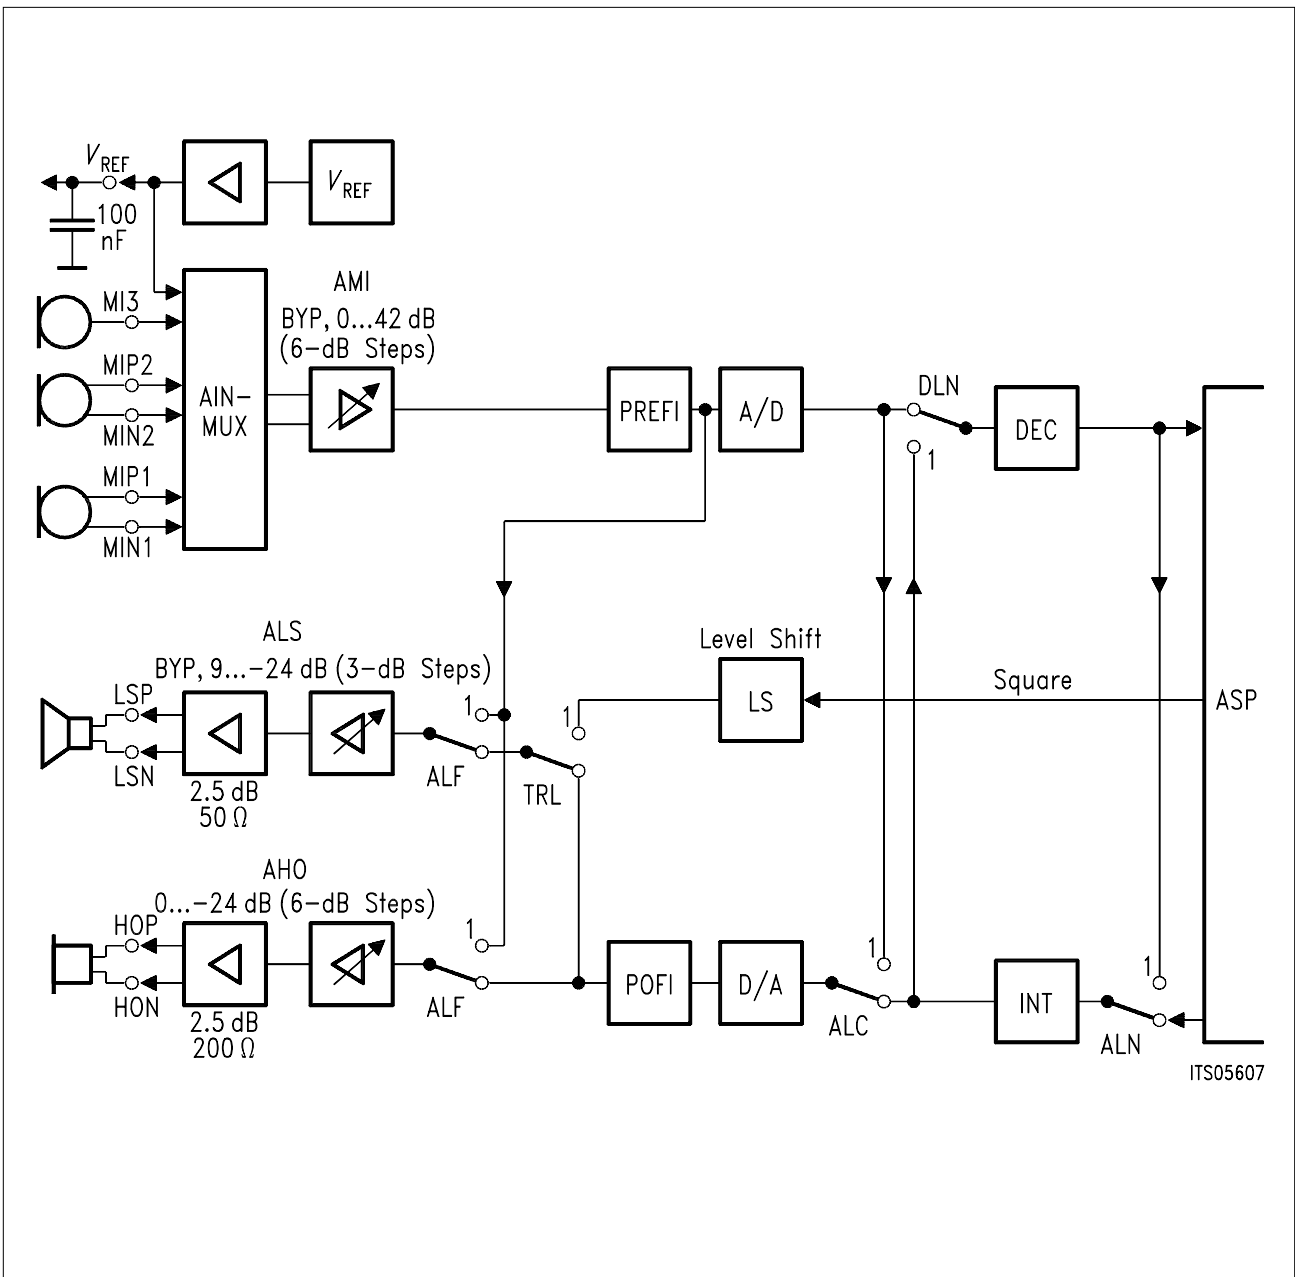 V REF
V REF
100
nF
AMI
MI3
BYP, 0...42 dB
(6-dB Steps)
MIP2
MIN2
AIN-
MUX
PREFI
A/D
DLN
DEC
1
MIP1
MIN1
ALS
BYP, 9...-24 dB (3-dB Steps)
Level Shift
LS
Square
ASP
LSP
LSN
1
1
ALF
TRL
2.5 dB
50 Ω
AHO
0...-24 dB (6-dB Steps)
HOP
HON
1
ALF
POFI
D/A
1
ALC
INT
1
ALN
2.5 dB
200 Ω
ITS05607